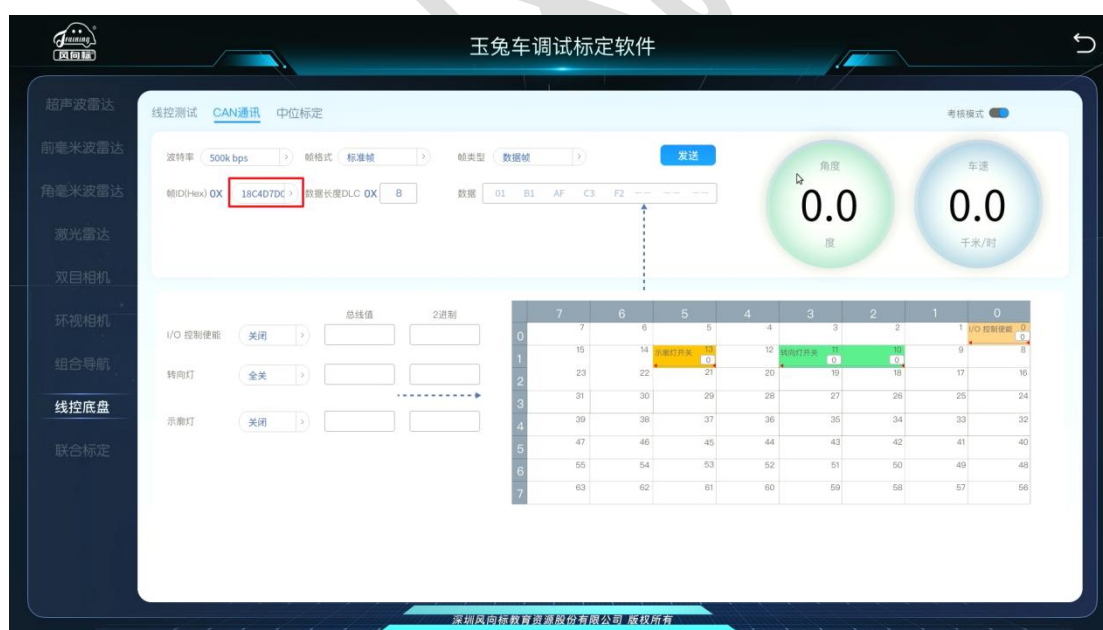 Training
风向标
玉兔车调试标定软件
超声波雷达
前毫米波雷达
角毫米波雷达
激光雷达
双目相机
环视相机
组合导航
线控底盘
联合标定
线控测试 CAN通讯 中位标定 考核模式
波特率 500k bps 帧格式 标准帧 帧类型 数据帧 发送
帧ID(Hex) 0X 18C4D7DC 数据长度DLC 0X 8 数据 01 B1 AF C3 F2 -- -- --
角度
0.0
度
车速
0.0
千米/时
总线值 2进制
I/O 控制使能 关闭
转向灯 全关
示廓灯 关闭
7 6 5 4 3 2 1 0
0 7 6 5 4 3 2 1 I/O 控制使能 0 0
1 15 14 示廓灯开关 13 0 12 转向灯开关 11 0 10 0 9 8
2 23 22 21 20 19 18 17 16
3 31 30 29 28 27 26 25 24
4 39 38 37 36 35 34 33 32
5 47 46 45 44 43 42 41 40
6 55 54 53 52 51 50 49 48
7 63 62 61 60 59 58 57 56
深圳风向标教育资源股份有限公司 版权所有